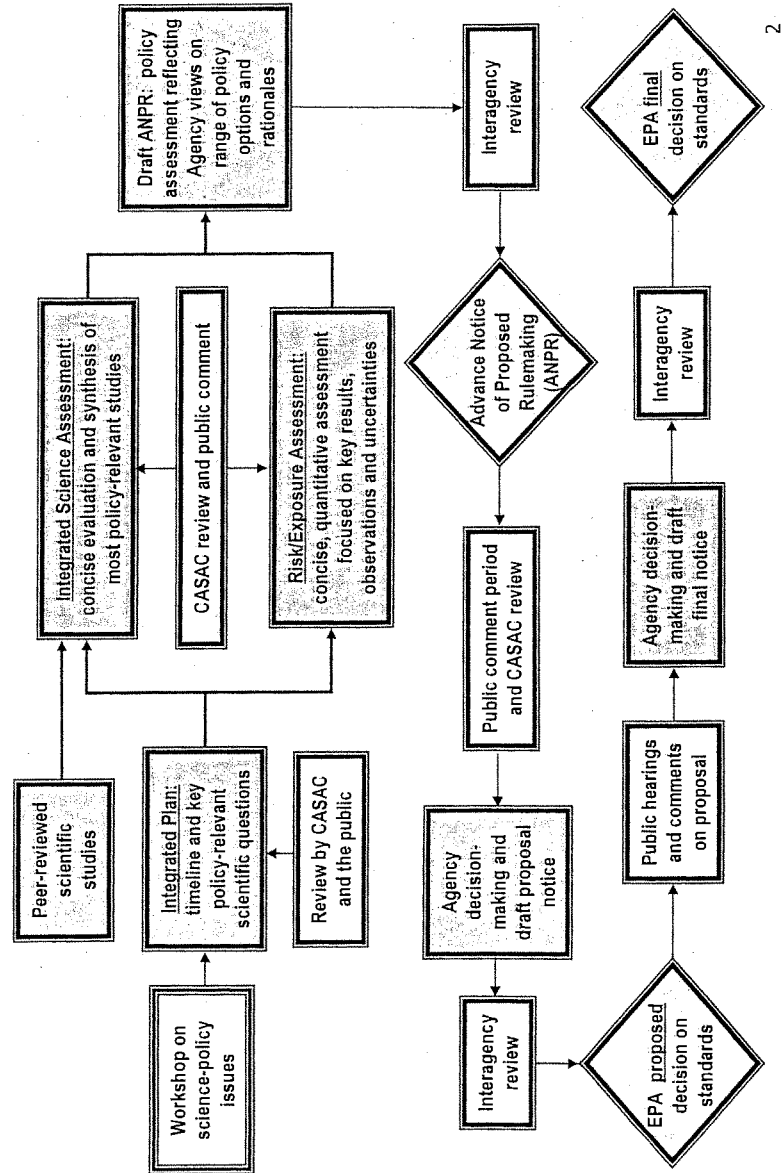 Workshop on
science-policy
issues
Peer-reviewed
scientific
studies
Integrated Plan:
timeline and key
policy-relevant
scientific questions
Review by CASAC
and the public
Integrated Science Assessment:
concise evaluation and synthesis of
most policy-relevant studies
CASAC review and public comment
Risk/Exposure Assessment:
concise, quantitative assessment
focused on key results,
observations and uncertainties
Draft ANPR: policy
assessment reflecting
Agency views on
range of policy
options and
rationales
Interagency
review
Advance Notice
of Proposed
Rulemaking
(ANPR)
Public comment period
and CASAC review
Agency
decision-
making and
draft proposal
notice
Interagency
review
EPA proposed
decision on
standards
Public hearings
and comments
on proposal
Agency decision-
making and draft
final notice
Interagency
review
EPA final
decision on
standards
2